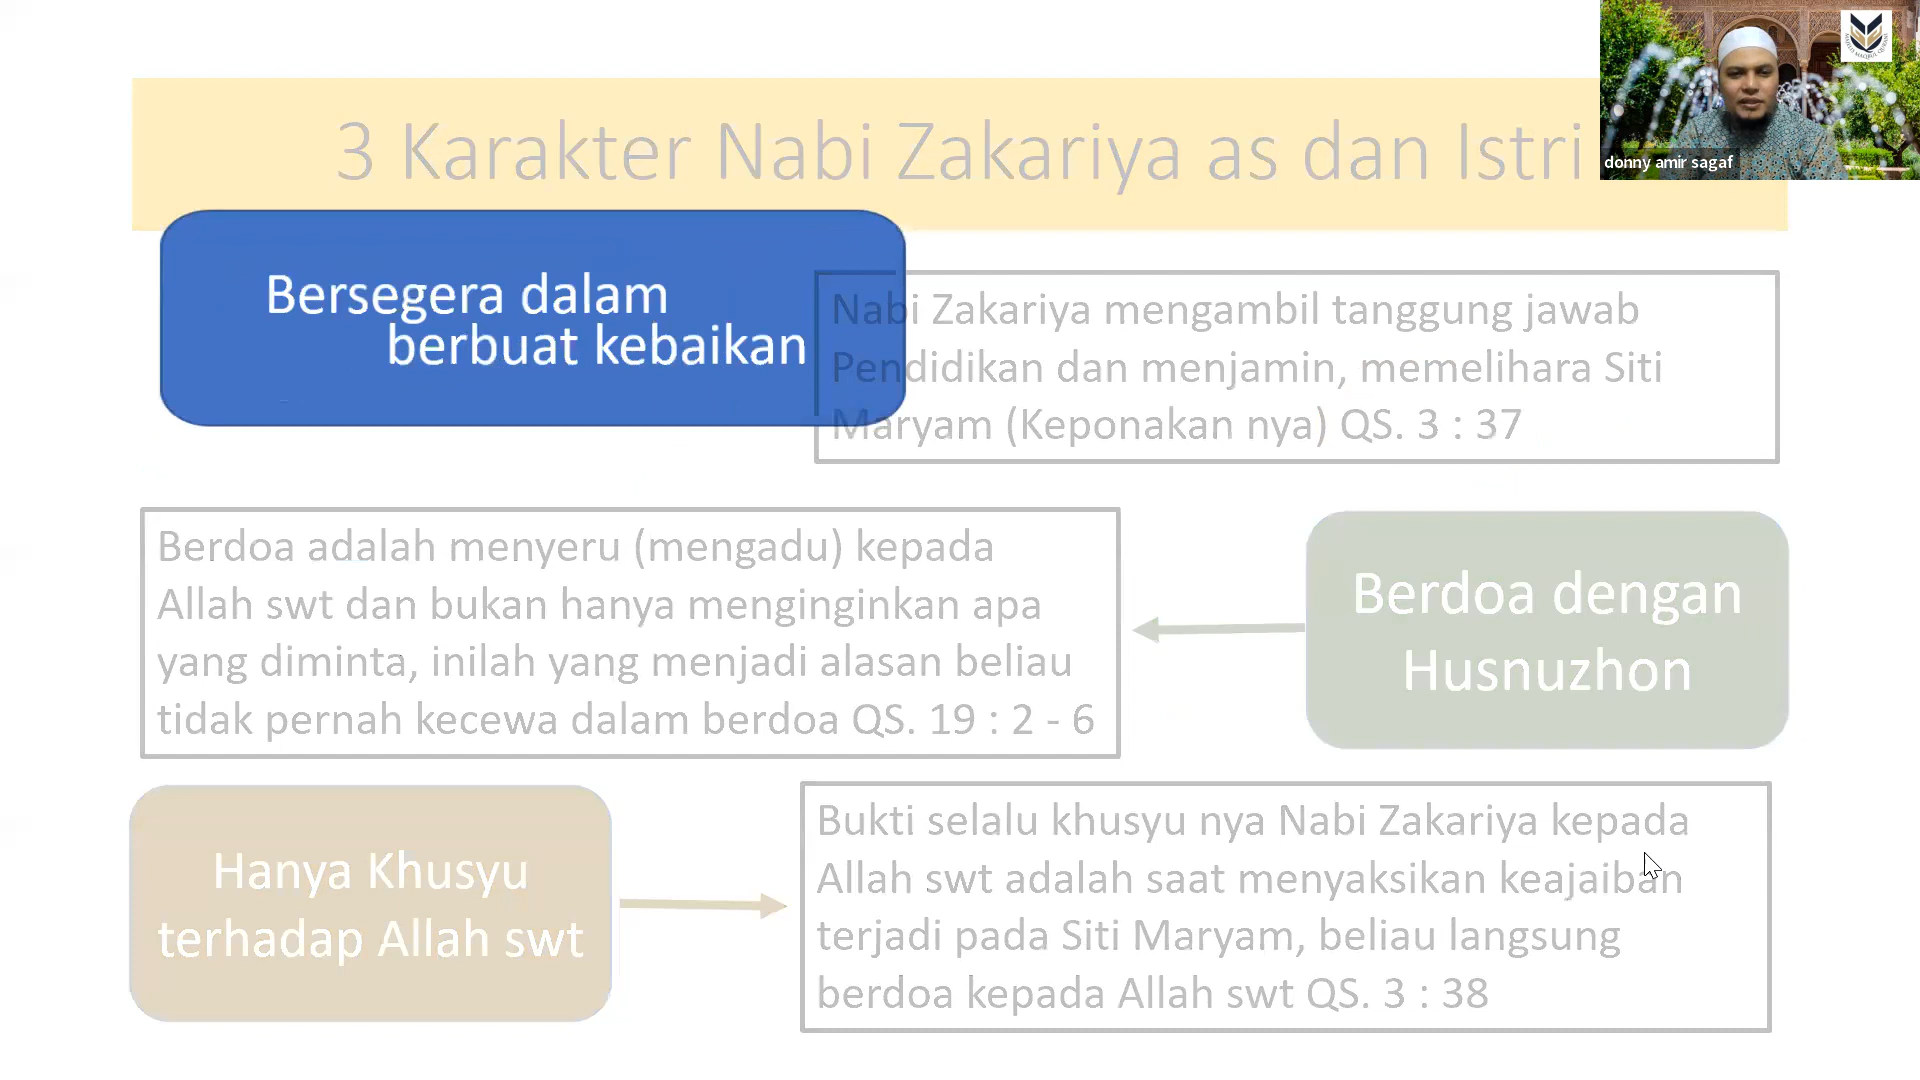 3 Karakter Nabi Zakariya as dan Istri
donny amir sagaf
Bersegera dalam
berbuat kebaikan
Nabi Zakariya mengambil tanggung jawab
Pendidikan dan menjamin, memelihara Siti
Maryam (Keponakan nya) QS. 3 : 37
Berdoa adalah menyeru (mengadu) kepada
Allah swt dan bukan hanya menginginkan apa
yang diminta, inilah yang menjadi alasan beliau
tidak pernah kecewa dalam berdoa QS. 19 : 2 - 6
Berdoa dengan
Husnuzhon
Hanya Khusyu
terhadap Allah swt
Bukti selalu khusyu nya Nabi Zakariya kepada
Allah swt adalah saat menyaksikan keajaiban
terjadi pada Siti Maryam, beliau langsung
berdoa kepada Allah swt QS. 3 : 38